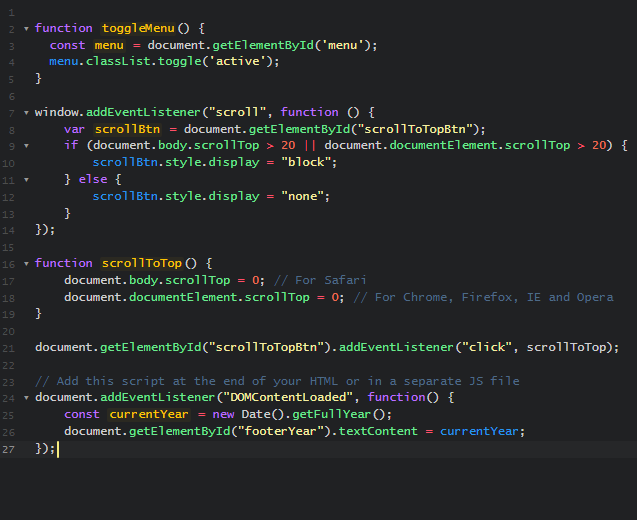 1
2 function toggleMenu() {
3   const menu = document.getElementById('menu');
4   menu.classList.toggle('active');
5 }
6
7 window.addEventListener("scroll", function () {
8     var scrollBtn = document.getElementById("scrollToTopBtn");
9     if (document.body.scrollTop > 20 || document.documentElement.scrollTop > 20) {
10         scrollBtn.style.display = "block";
11     } else {
12         scrollBtn.style.display = "none";
13     }
14 });
15
16 function scrollToTop() {
17     document.body.scrollTop = 0; // For Safari
18     document.documentElement.scrollTop = 0; // For Chrome, Firefox, IE and Opera
19 }
20
21 document.getElementById("scrollToTopBtn").addEventListener("click", scrollToTop);
22
23 // Add this script at the end of your HTML or in a separate JS file
24 document.addEventListener("DOMContentLoaded", function() {
25     const currentYear = new Date().getFullYear();
26     document.getElementById("footerYear").textContent = currentYear;
27 });